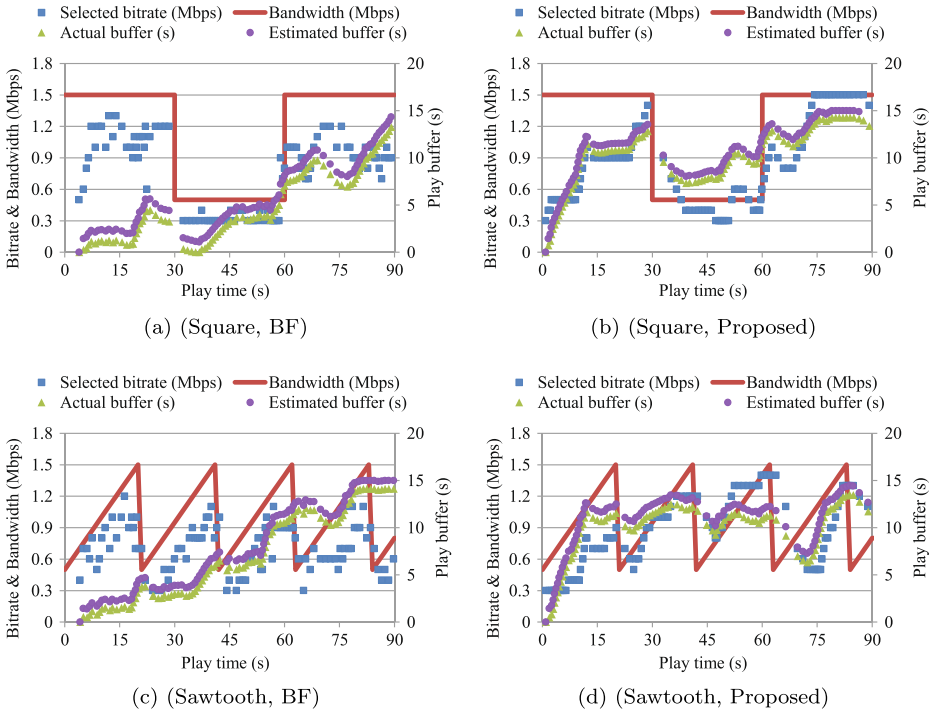 Selected bitrate (Mbps) Bandwidth (Mbps)
Actual buffer (s) Estimated buffer (s)
Bitrate & Bandwidth (Mbps)
1.8
1.5
1.2
0.9
0.6
0.3
0
20
15
10
5
0
Play buffer (s)
0 15 30 45 60 75 90
Play time (s)
(a) (Square, BF)
Selected bitrate (Mbps) Bandwidth (Mbps)
Actual buffer (s) Estimated buffer (s)
Bitrate & Bandwidth (Mbps)
1.8
1.5
1.2
0.9
0.6
0.3
0
20
15
10
5
0
Play buffer (s)
0 15 30 45 60 75 90
Play time (s)
(b) (Square, Proposed)
Selected bitrate (Mbps) Bandwidth (Mbps)
Actual buffer (s) Estimated buffer (s)
Bitrate & Bandwidth (Mbps)
1.8
1.5
1.2
0.9
0.6
0.3
0
20
15
10
5
0
Play buffer (s)
0 15 30 45 60 75 90
Play time (s)
(c) (Sawtooth, BF)
Selected bitrate (Mbps) Bandwidth (Mbps)
Actual buffer (s) Estimated buffer (s)
Bitrate & Bandwidth (Mbps)
1.8
1.5
1.2
0.9
0.6
0.3
0
20
15
10
5
0
Play buffer (s)
0 15 30 45 60 75 90
Play time (s)
(d) (Sawtooth, Proposed)